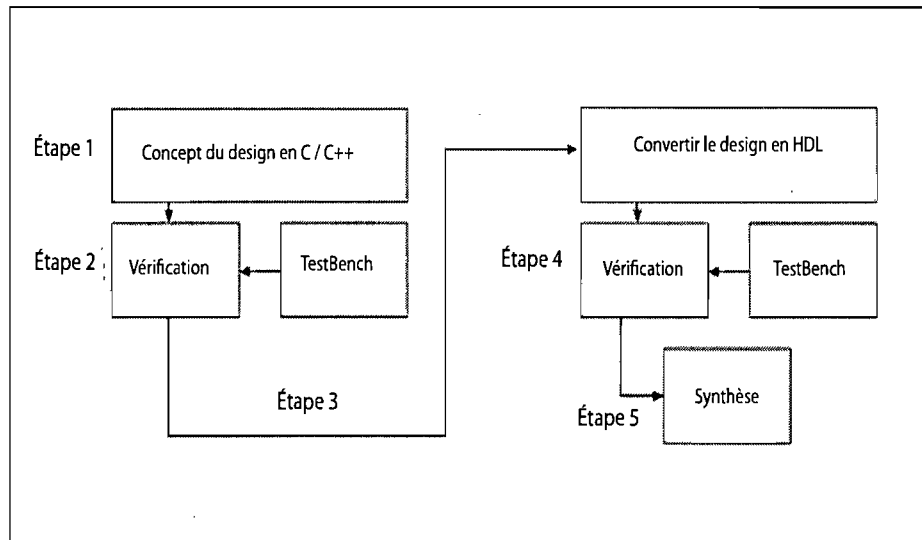 Étape 1
Concept du design en C / C++
Étape 2
Vérification
TestBench
Étape 3
Convertir le design en HDL
Étape 4
Vérification
TestBench
Étape 5
Synthèse